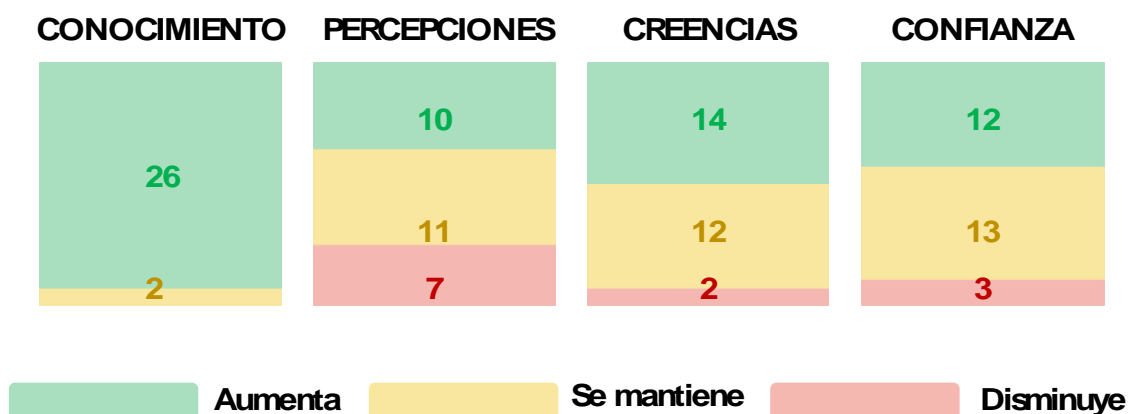 CONOCIMIENTO PERCEPCIONES CREENCIAS CONFIANZA
10 14 12
26
11 12 13
2 7 2 3
Aumenta Se mantiene Disminuye